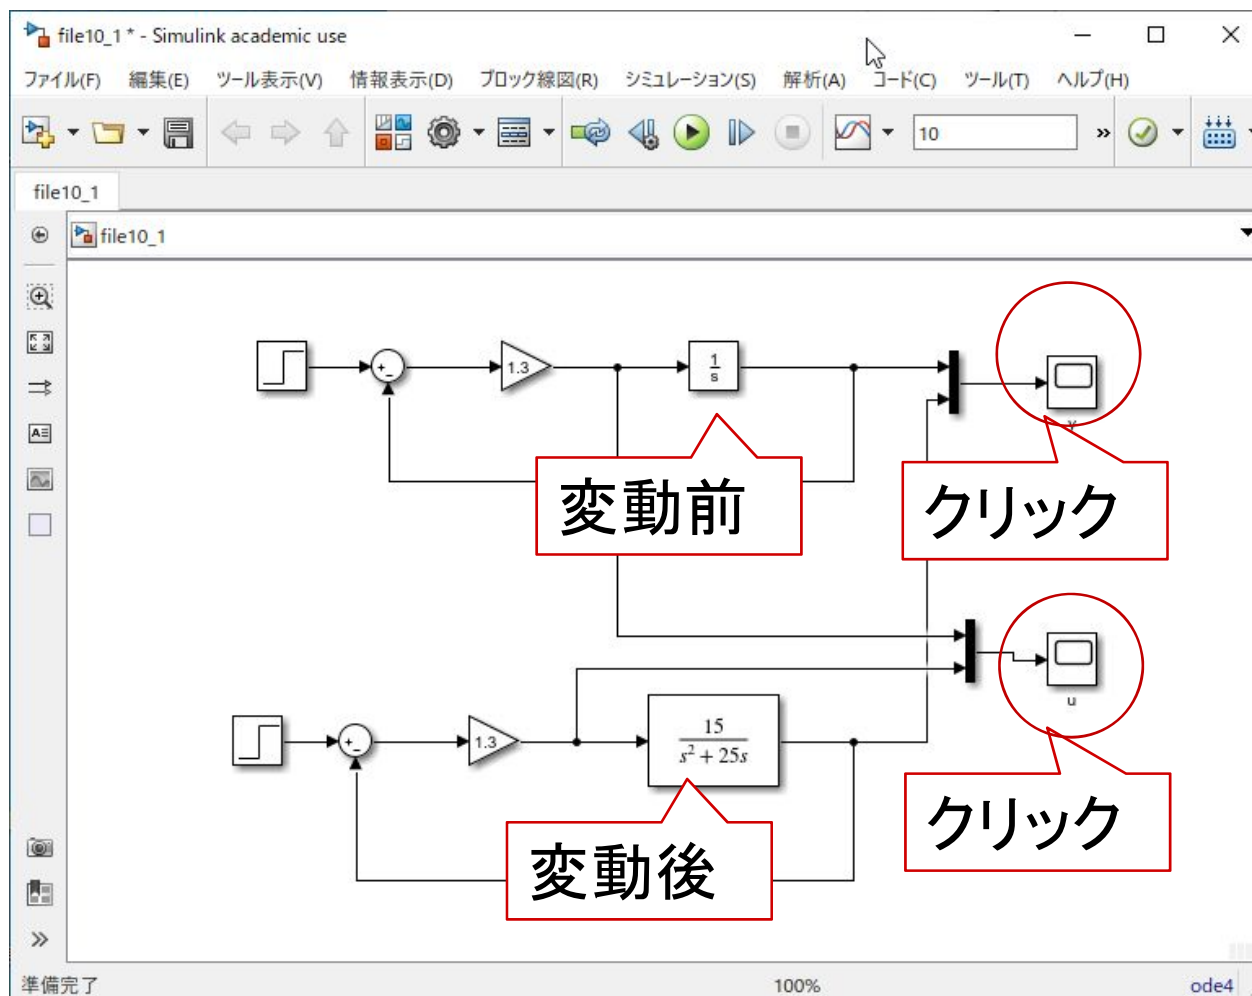 file10_1 * - Simulink academic use
ファイル(F) 編集(E) ツール表示(V) 情報表示(D) ブロック線図(R) シミュレーション(S) 解析(A) コード(C) ツール(T) ヘルプ(H)
10 »
file10_1
file10_1
+ -
1.3
1
s
y
変動前
クリック
+ -
1.3
15
s² + 25s
u
変動後
クリック
準備完了 100% ode4